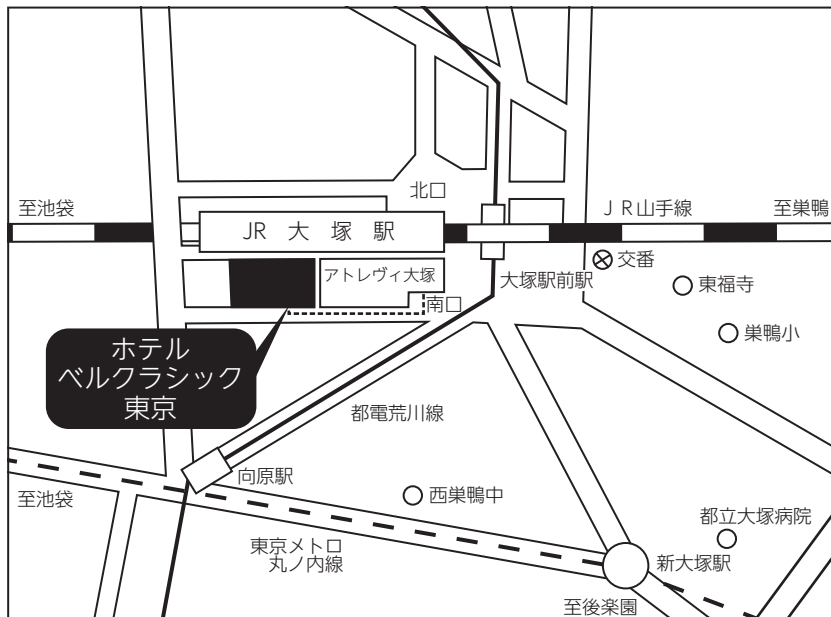 北口
至池袋
JR 大 塚 駅
J R山手線
至巣鴨
アトレヴィ大塚
大塚駅前駅
交番
東福寺
南口
巣鴨小
ホテル
ベルクラシック
東京
都電荒川線
向原駅
至池袋
西巣鴨中
都立大塚病院
東京メトロ
丸ノ内線
新大塚駅
至後楽園